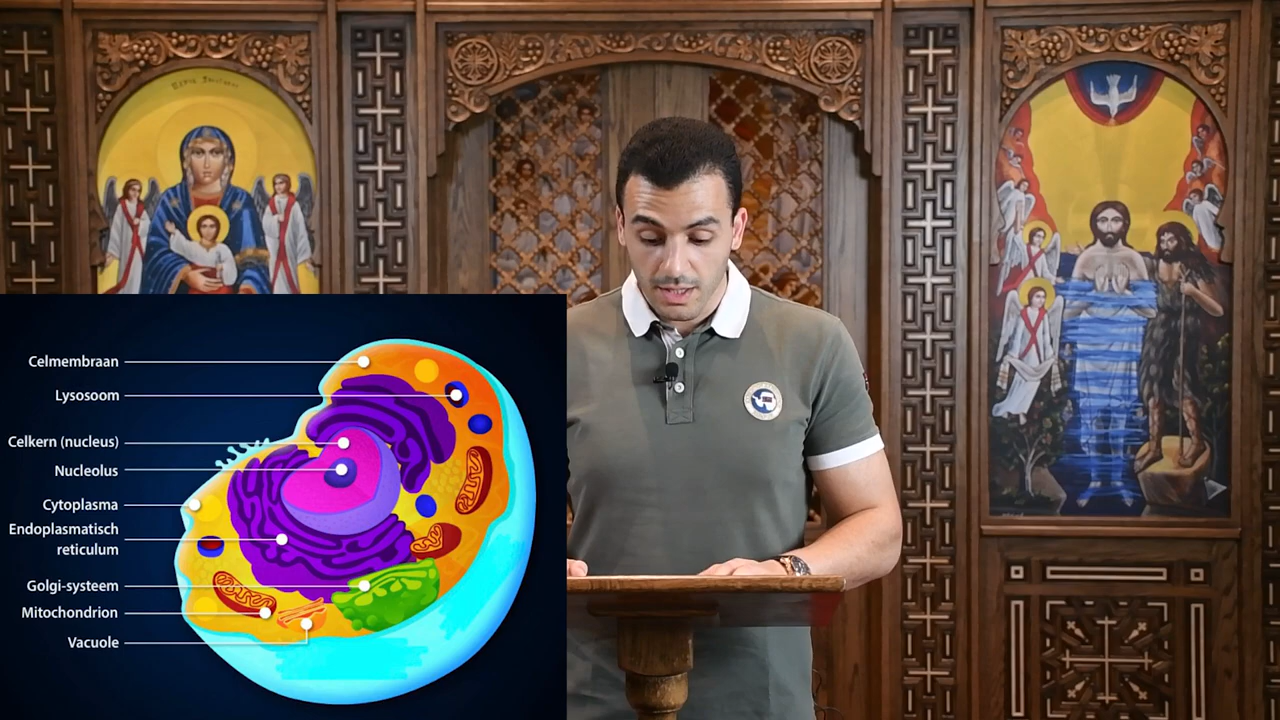 Celmembraan
Lysosoom
Celkern (nucleus)
Nucleolus
Cytoplasma
Endoplasmatisch
reticulum
Golgi-systeem
Mitochondrion
Vacuole